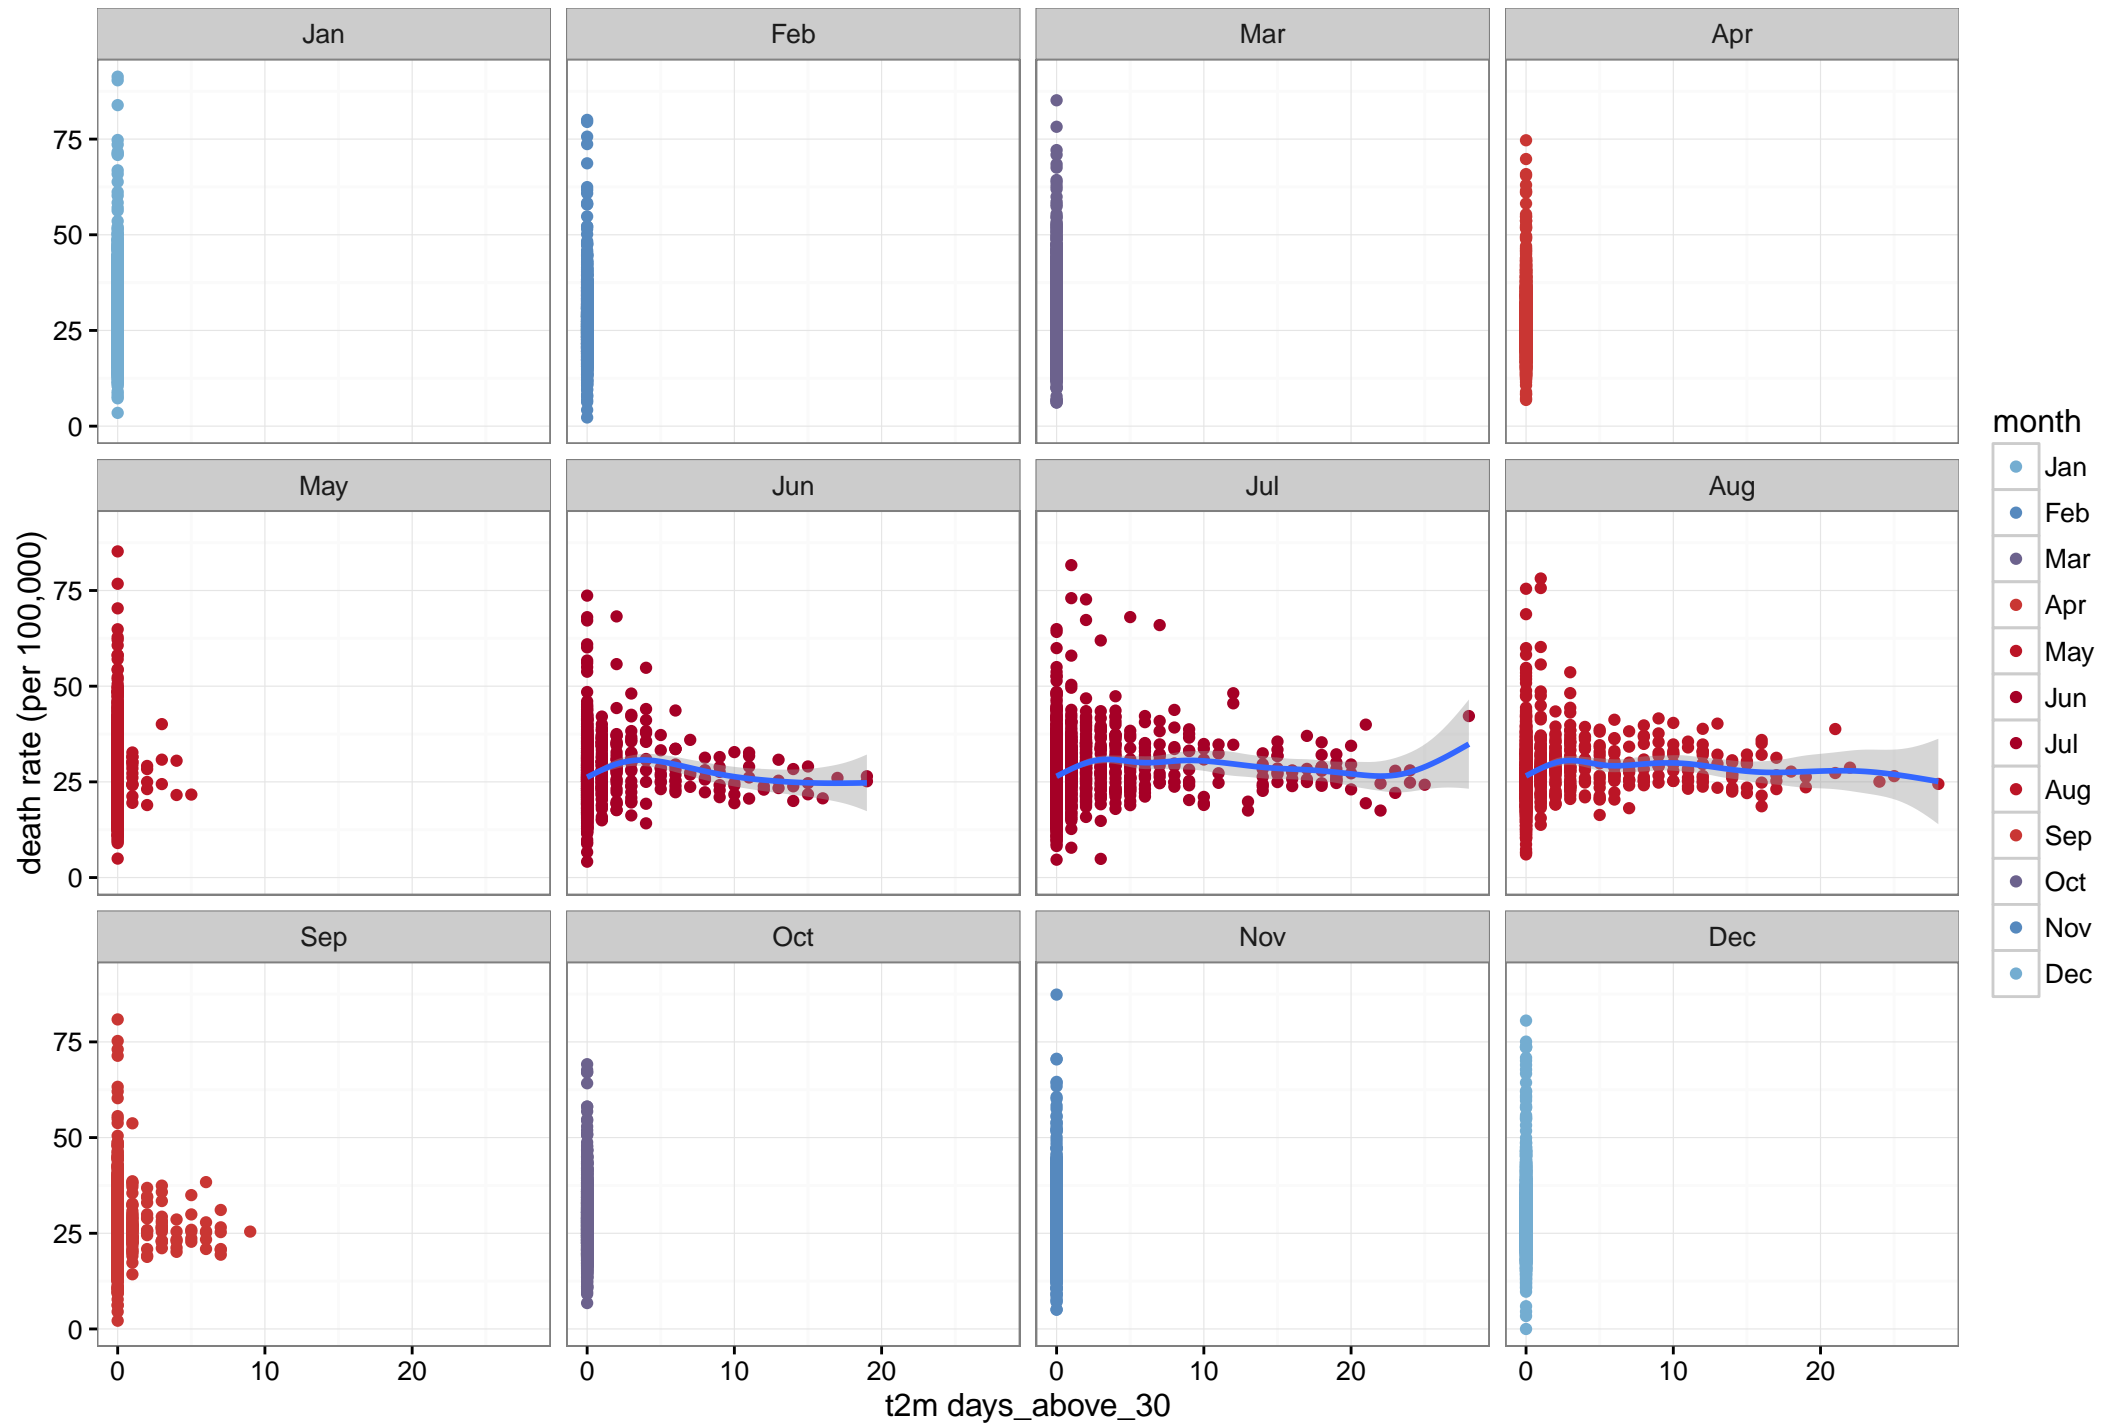 Jan Feb Mar Apr
75
50
25
0
May Jun Jul Aug
75
50
25
0
Sep Oct Nov Dec
75
50
25
0
0 10 20 0 10 20 0 10 20 0 10 20
t2m days_above_30
death rate (per 100,000)
month
Jan
Feb
Mar
Apr
May
Jun
Jul
Aug
Sep
Oct
Nov
Dec